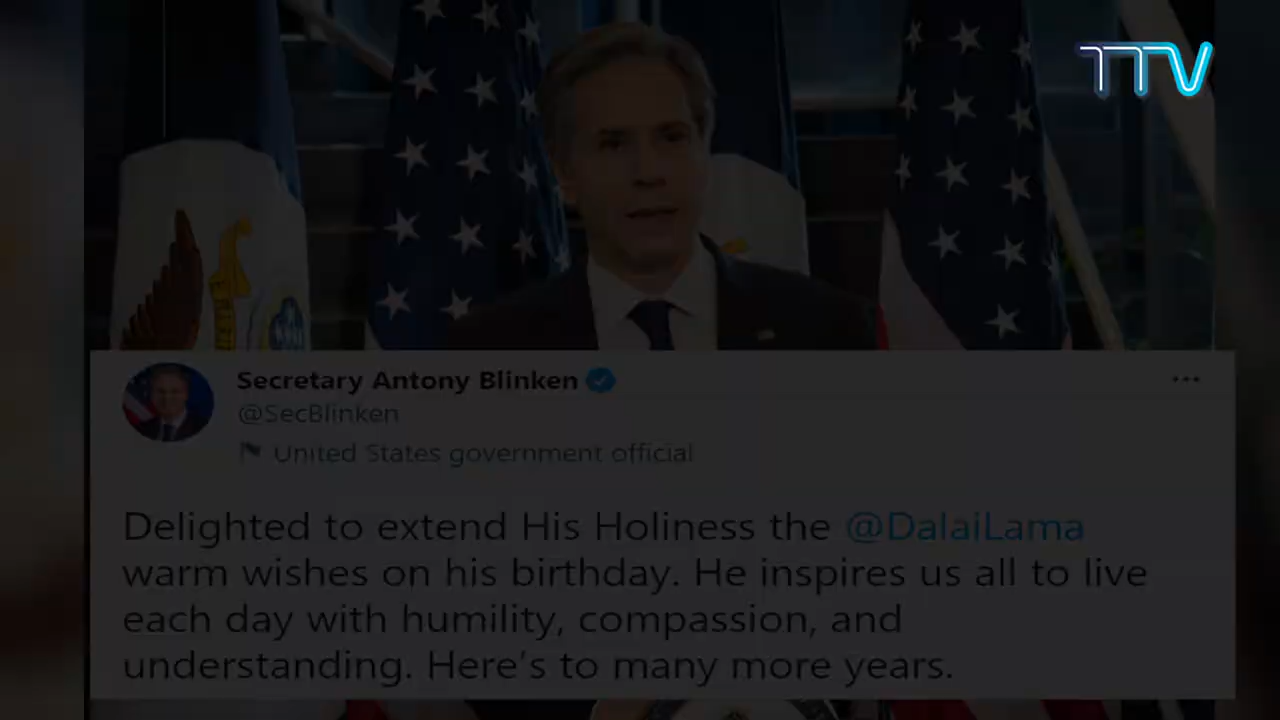 TTV
Secretary Antony Blinken
@SecBlinken
United States government official
Delighted to extend His Holiness the @DalaiLama
warm wishes on his birthday. He inspires us all to live
each day with humility, compassion, and
understanding. Here's to many more years.